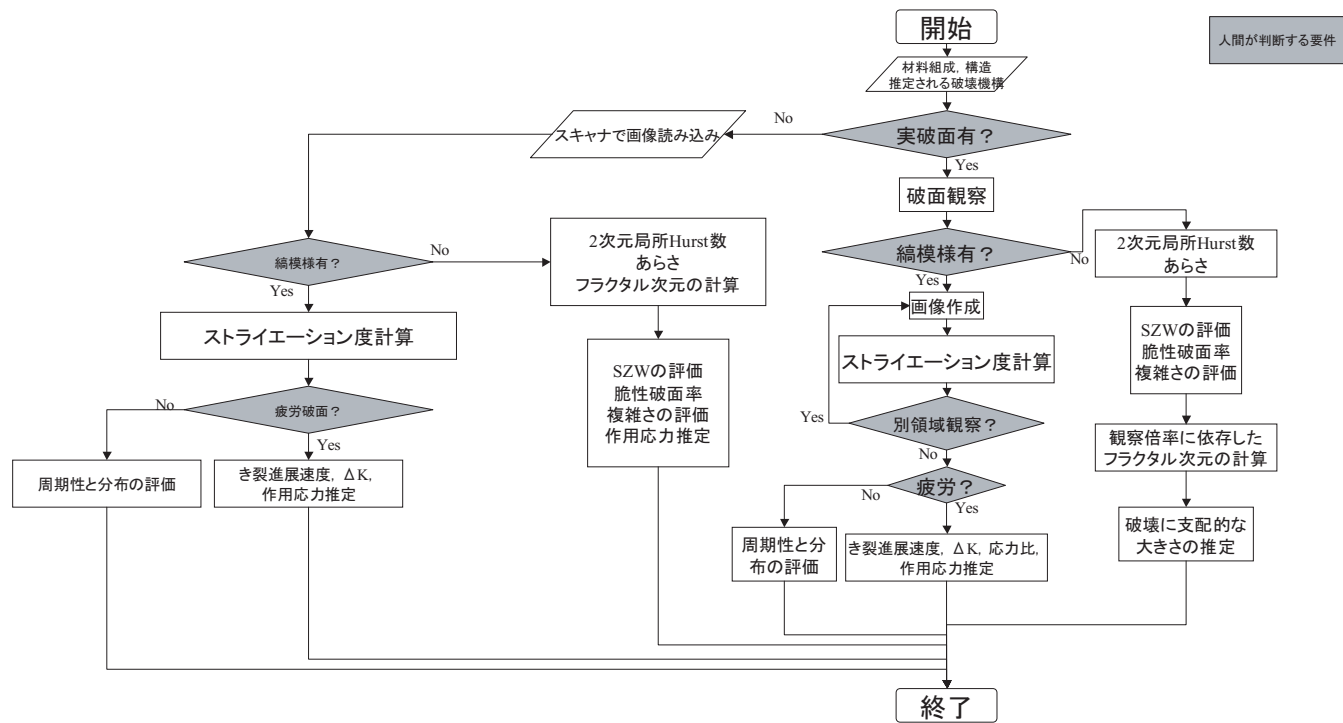 開始
人間が判断する要件
材料組成, 構造
推定される破壊機構
実破面有？
No
スキャナで画像読み込み
Yes
破面観察
縞模様有？
No
Yes
2次元局所Hurst数
あらさ
フラクタル次元の計算
縞模様有？
No
Yes
2次元局所Hurst数
あらさ
画像作成
ストライエーション度計算
SZWの評価
脆性破面率
複雑さの評価
作用応力推定
ストライエーション度計算
SZWの評価
脆性破面率
複雑さの評価
疲労破面？
No
Yes
別領域観察？
Yes
No
観察倍率に依存した
フラクタル次元の計算
周期性と分布の評価
き裂進展速度, ΔK,
作用応力推定
疲労？
No
Yes
周期性と分
布の評価
き裂進展速度, ΔK, 応力比,
作用応力推定
破壊に支配的な
大きさの推定
終了